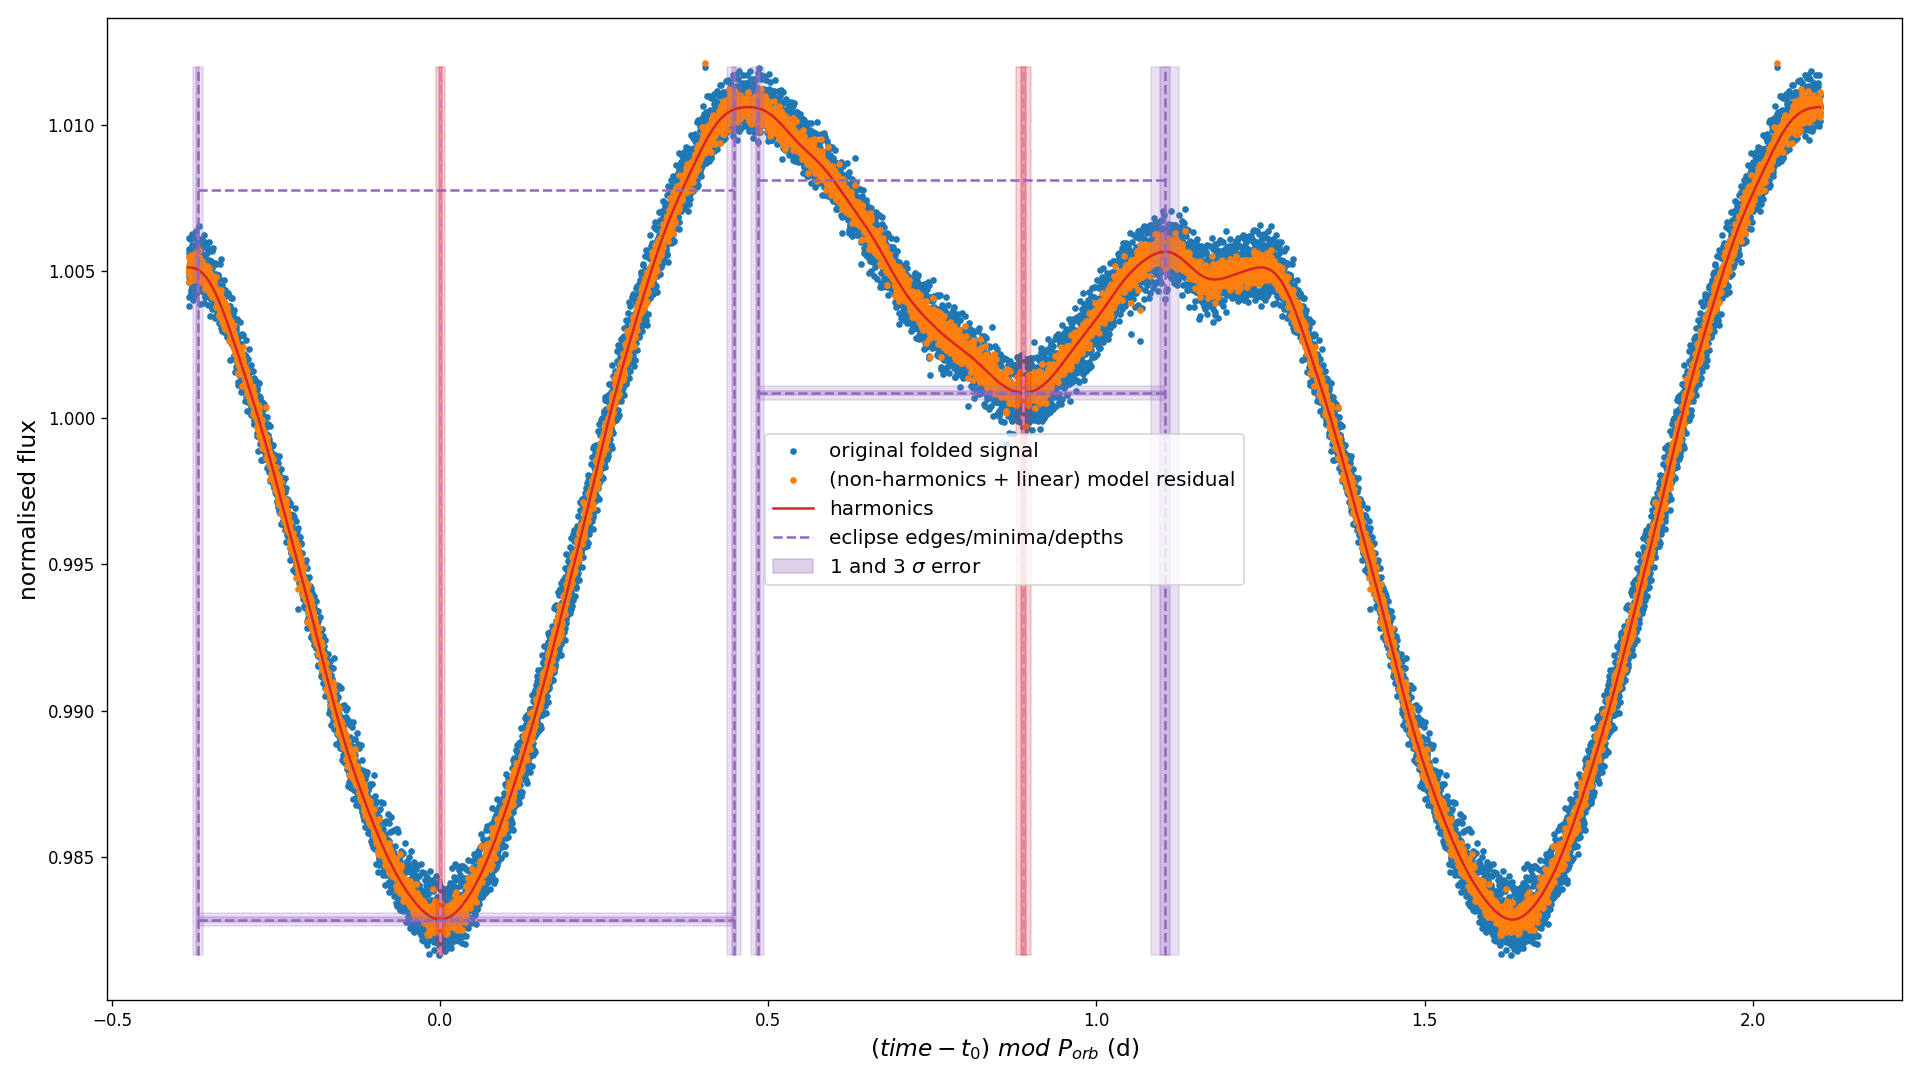 normalised flux
1.010
1.005
1.000
0.995
0.990
0.985
original folded signal
(non-harmonics + linear) model residual
harmonics
eclipse edges/minima/depths
1 and 3 σ error
−0.5 0.0 0.5 1.0 1.5 2.0
(time − t₀) mod Pₒᵣb (d)